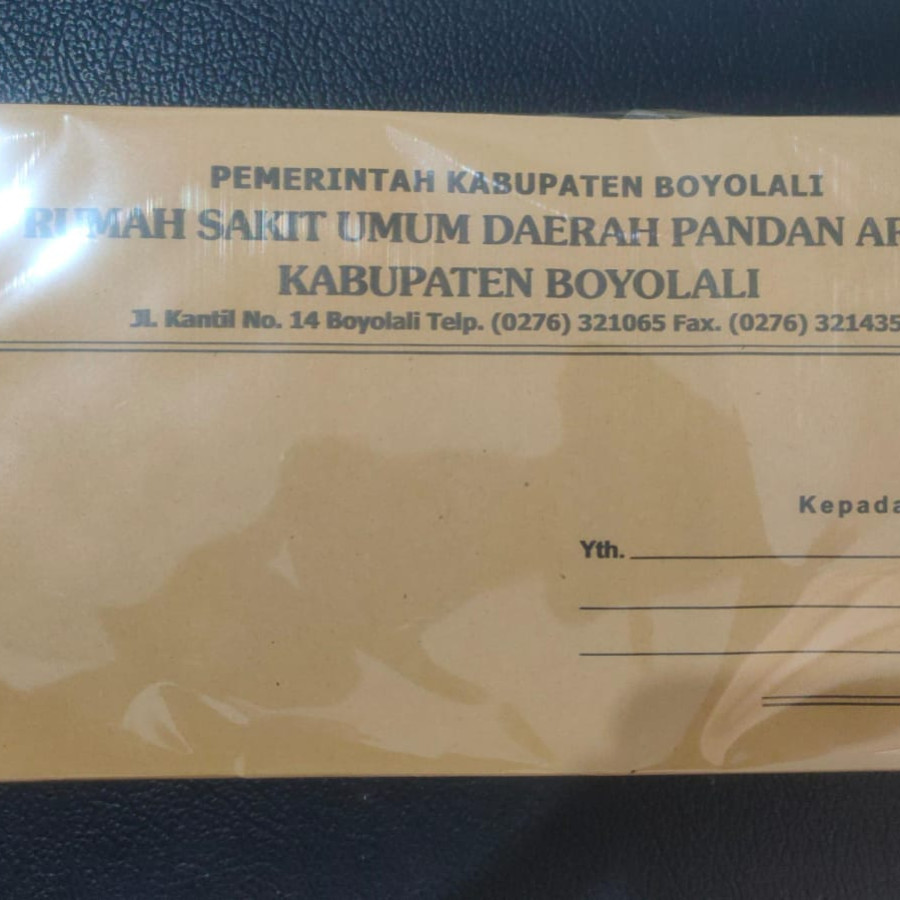 PEMERINTAH KABUPATEN BOYOLALI
RUMAH SAKIT UMUM DAERAH PANDAN
KABUPATEN BOYOLALI
Jl. Kantil No. 14 Boyolali Telp. (0276) 321065 Fax. (0276) 321435
Kepada
Yth.